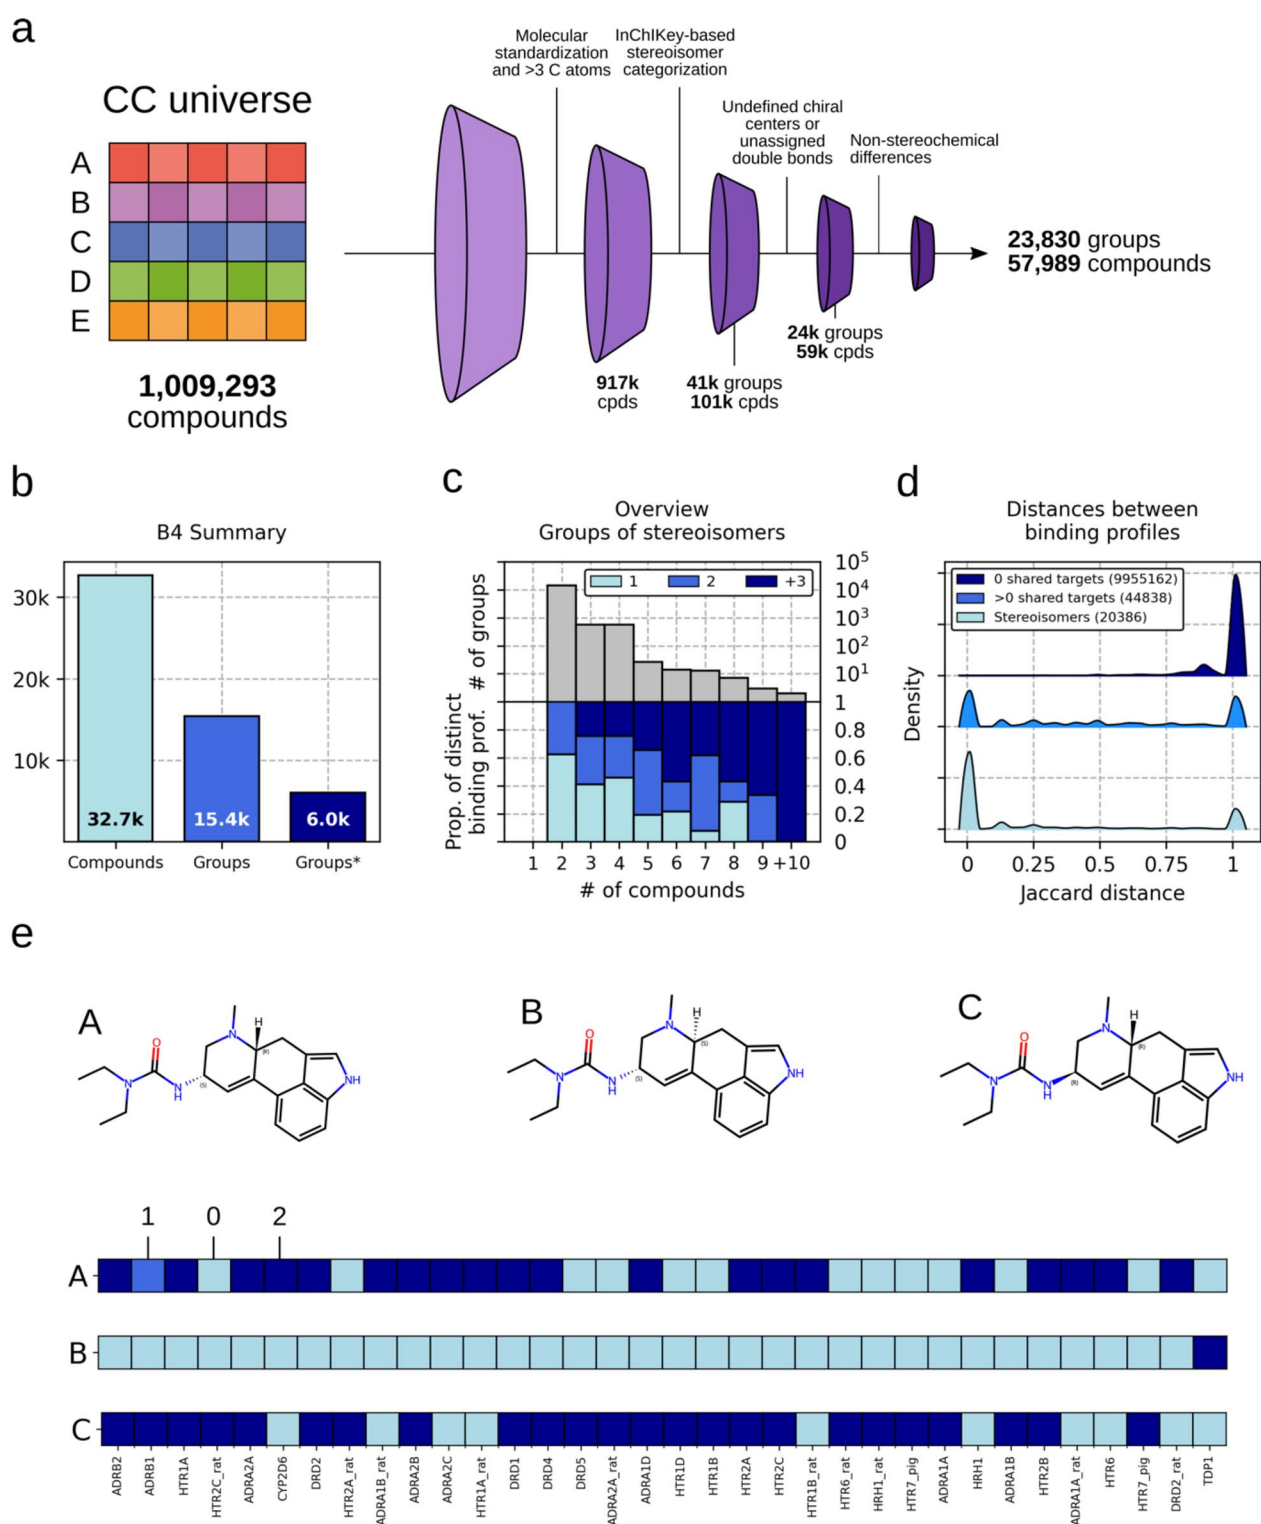 a
CC universe
A
B
C
D
E
1,009,293
compounds
Molecular
standardization
and >3 C atoms
InChIKey-based
stereoisomer
categorization
Undefined chiral
centers or
unassigned
double bonds
Non-stereochemical
differences
917k
cpds
41k groups
101k cpds
24k groups
59k cpds
23,830 groups
57,989 compounds
b
B4 Summary
30k
20k
10k
32.7k
15.4k
6.0k
Compounds
Groups
Groups*
c
Overview
Groups of stereoisomers
1 2 +3
# of groups
10^5
10^4
10^3
10^2
10^1
1
Prop. of distinct
binding prof.
0.8
0.6
0.4
0.2
0
1 2 3 4 5 6 7 8 9 +10
# of compounds
d
Distances between
binding profiles
0 shared targets (9955162)
>0 shared targets (44838)
Stereoisomers (20386)
Density
0 0.25 0.5 0.75 1
Jaccard distance
e
A
O
N
N
H
N
H
(R)
(S)
NH
B
O
N
N
H
N
H
(S)
(S)
NH
C
O
N
N
H
N
H
(R)
(R)
NH
1 0 2
A
B
C
ADRB2
ADRB1
HTR1A
HTR2C_rat
ADRA2A
CYP2D6
DRD2
HTR2A_rat
ADRA1B_rat
ADRA2B
ADRA2C
HTR1A_rat
DRD1
DRD4
DRD5
ADRA2A_rat
ADRA1D
HTR1D
HTR1B
HTR2A
HTR2C
HTR1B_rat
HTR6_rat
HRH1_rat
HTR7_pig
ADRA1A
HRH1
ADRA1B
HTR2B
ADRA1A_rat
HTR6
HTR7_pig
DRD2_rat
TDP1